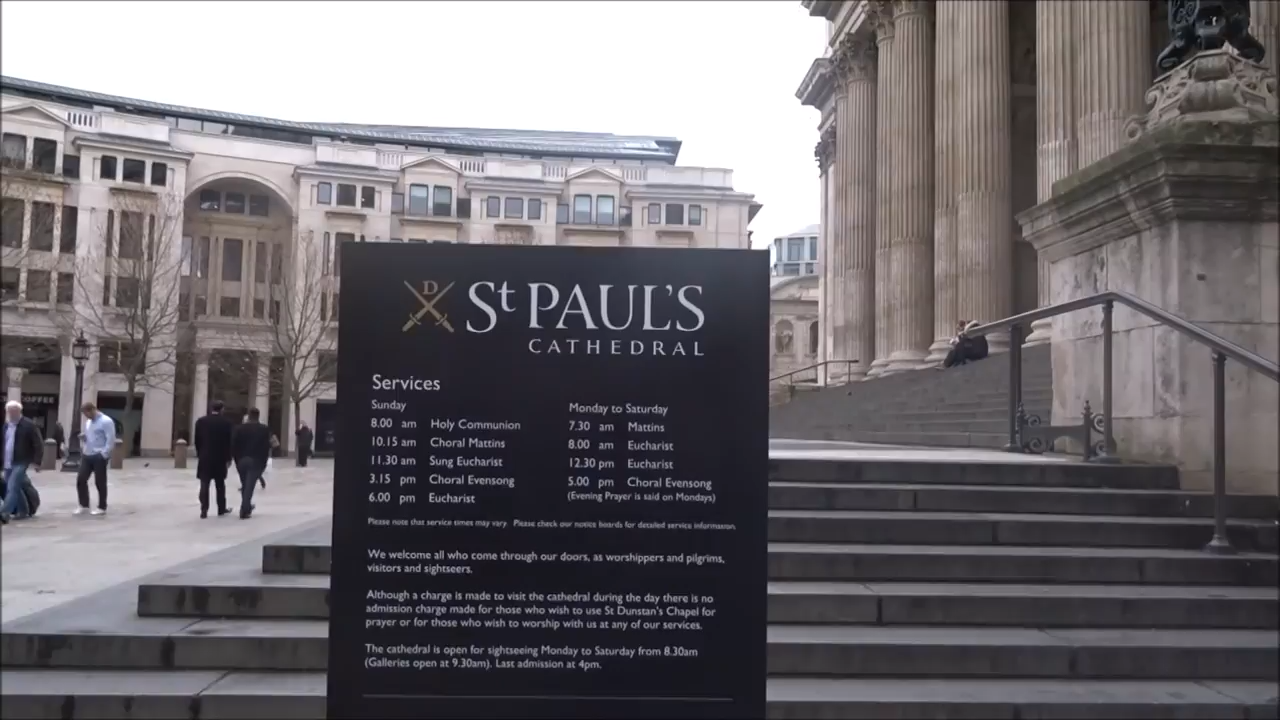 COFFEE
D
St PAUL'S
CATHEDRAL
Services
Sunday
8.00 am Holy Communion
10.15 am Choral Mattins
11.30 am Sung Eucharist
3.15 pm Choral Evensong
6.00 pm Eucharist
Monday to Saturday
7.30 am Mattins
8.00 am Eucharist
12.30 pm Eucharist
5.00 pm Choral Evensong
(Evening Prayer is said on Mondays)
Please note that service times may vary. Please check our notice boards for detailed service information.
We welcome all who come through our doors, as worshippers and pilgrims,
visitors and sightseers.
Although a charge is made to visit the cathedral during the day there is no
admission charge made for those who wish to use St Dunstan's Chapel for
prayer or for those who wish to worship with us at any of our services.
The cathedral is open for sightseeing Monday to Saturday from 8.30am
(Galleries open at 9.30am). Last admission at 4pm.